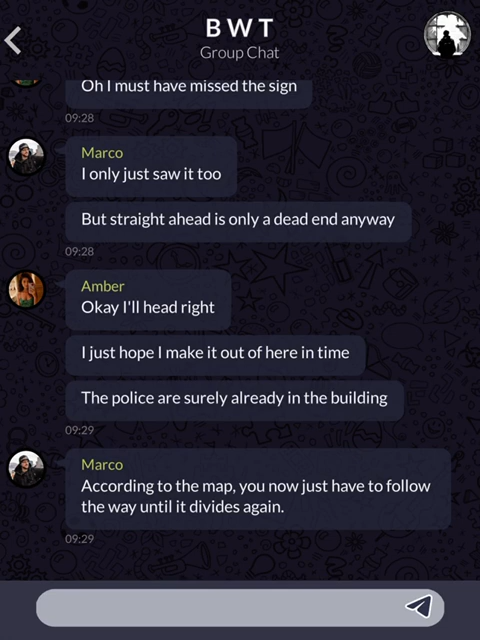 B W T
Group Chat
Oh I must have missed the sign
09:28
Marco
I only just saw it too
But straight ahead is only a dead end anyway
09:28
Amber
Okay I'll head right
I just hope I make it out of here in time
The police are surely already in the building
09:29
Marco
According to the map, you now just have to follow
the way until it divides again.
09:29